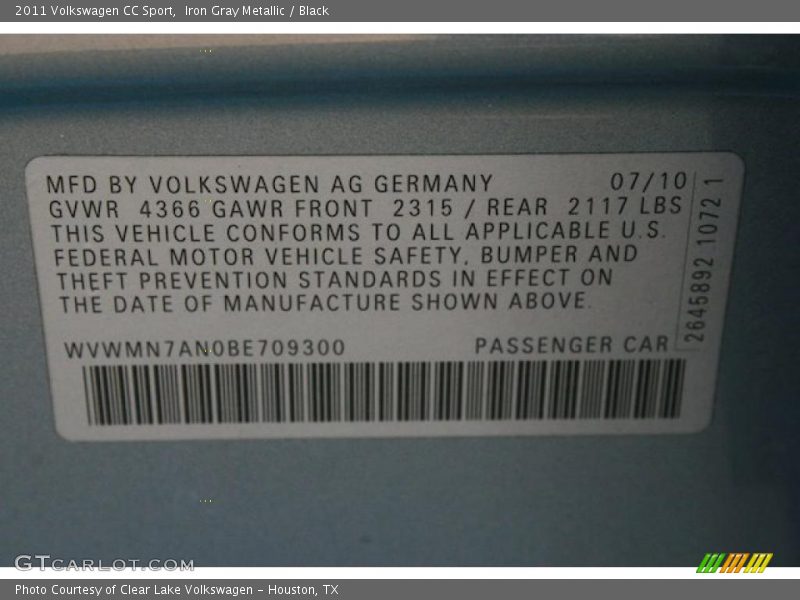 2011 Volkswagen CC Sport,  Iron Gray Metallic / Black
MFD BY VOLKSWAGEN AG GERMANY 07/10
GVWR 4366 GAWR FRONT 2315 / REAR 2117 LBS
THIS VEHICLE CONFORMS TO ALL APPLICABLE U.S.
FEDERAL MOTOR VEHICLE SAFETY, BUMPER AND
THEFT PREVENTION STANDARDS IN EFFECT ON
THE DATE OF MANUFACTURE SHOWN ABOVE.
2645892 1072 1
WVWMN7AN0BE709300 PASSENGER CAR
GTCARLOT.COM
Photo Courtesy of Clear Lake Volkswagen – Houston, TX